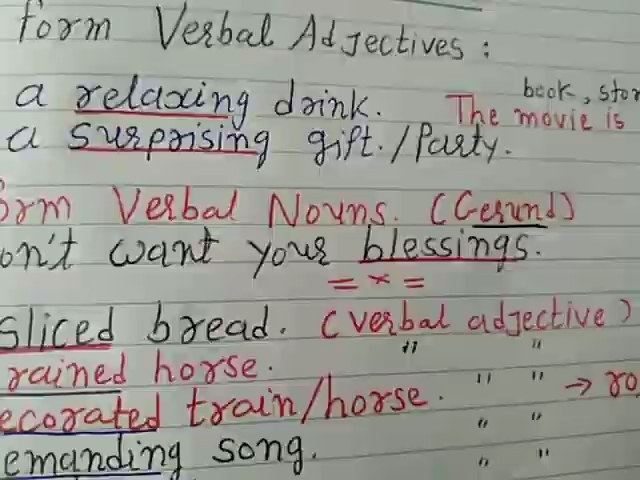 form Verbal Adjectives :
a relaxing drink.
book, stor
The movie is
a surprising gift. / Party.
orm Verbal Nouns. (Gerund)
on't want your blessings.
= × =
sliced bread. (verbal adjective)
" "
rained horse. " "
ecorated train/horse. " " → ro
emanding song. " "